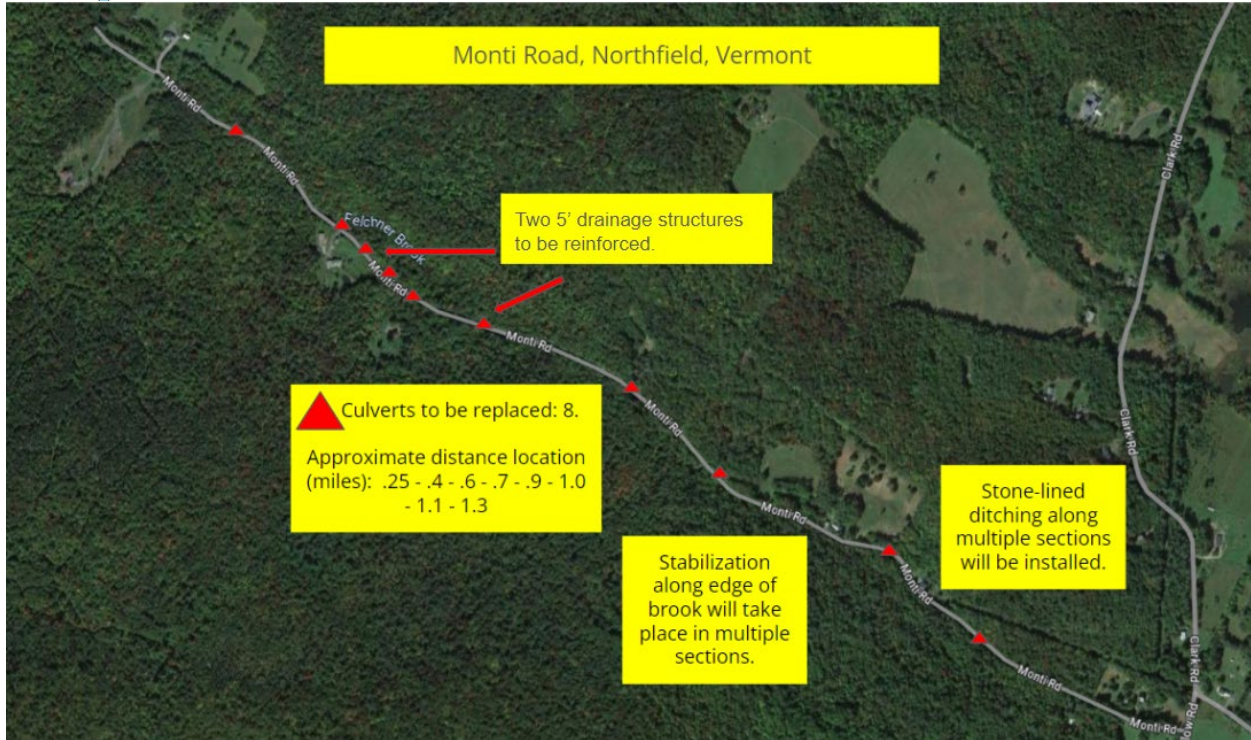 Monti Road, Northfield, Vermont
Monti Rd
Clark Rd
Monti Rd
Two 5’ drainage structures
to be reinforced.
Brook
Monti Rd
Monti Rd
Culverts to be replaced: 8.
Approximate distance location
(miles): .25 - .4 - .6 - .7 - .9 - 1.0
- 1.1 - 1.3
Monti Rd
Clark Rd
Monti Rd
Stone-lined
ditching along
multiple sections
will be installed.
Stabilization
along edge of
brook will take
place in multiple
sections.
Monti Rd
Clark Rd
Monti Rd
Monti Rd